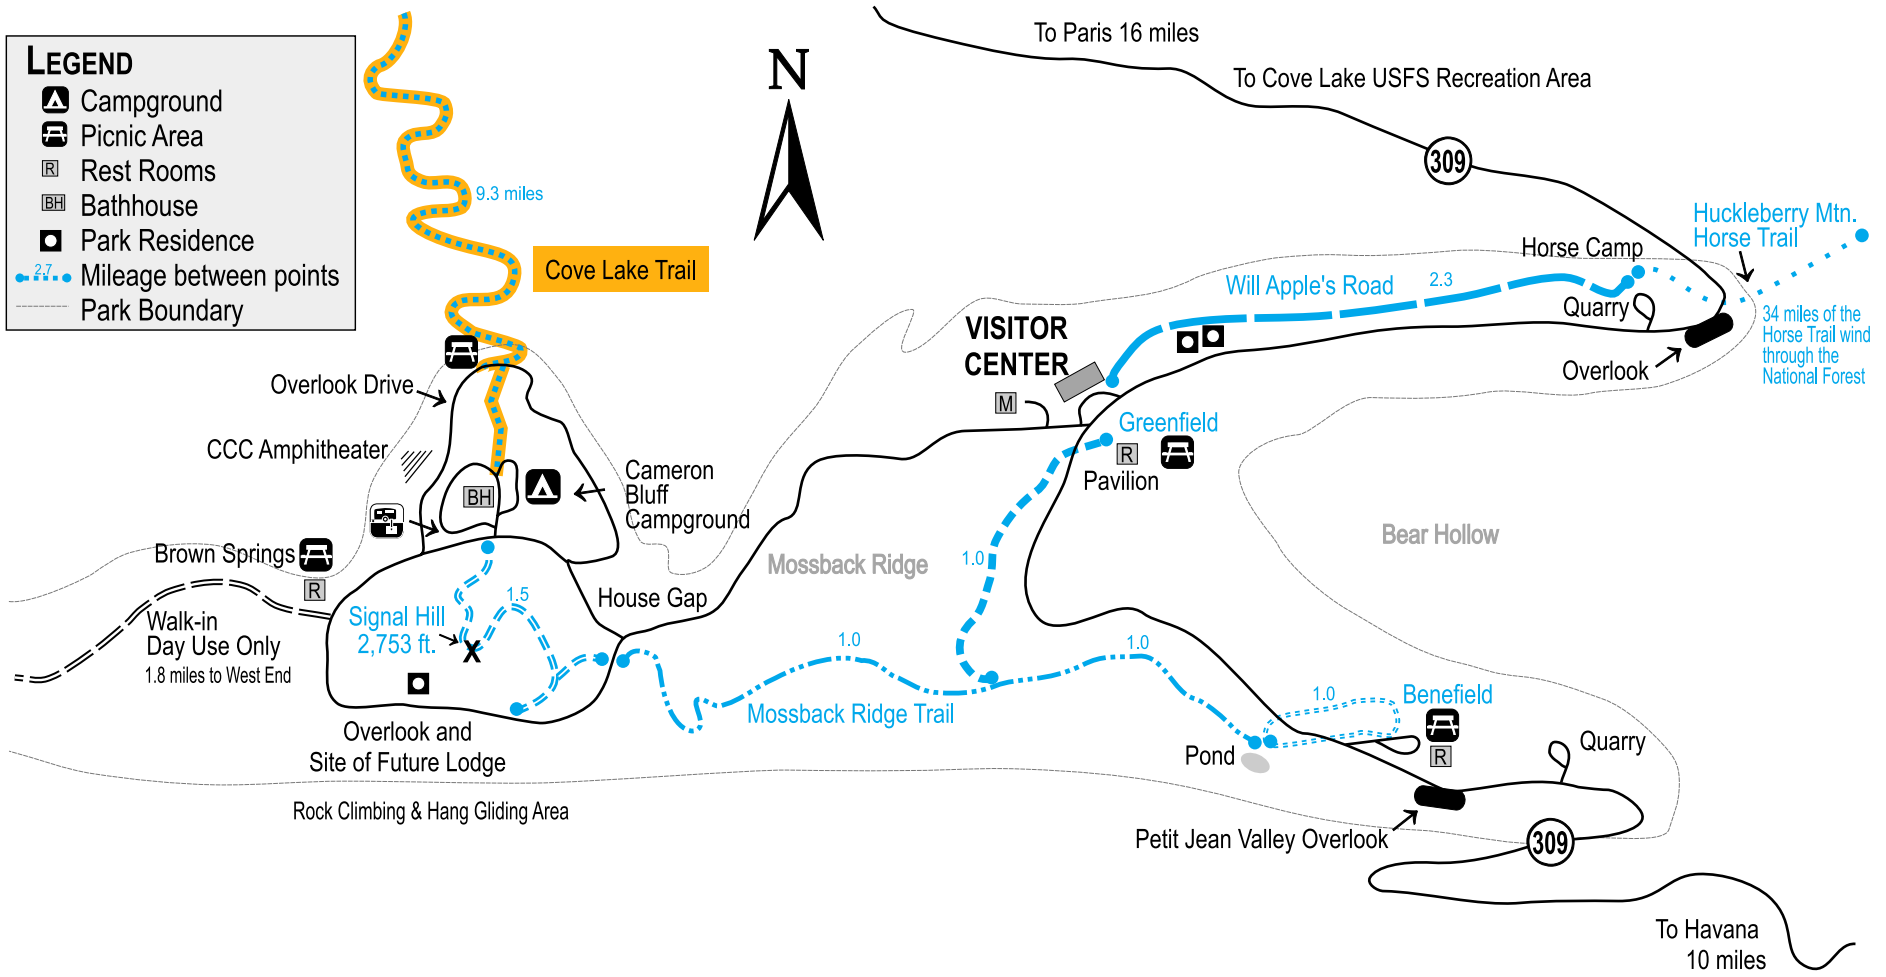 LEGEND
Campground
Picnic Area
R Rest Rooms
BH Bathhouse
Park Residence
2.7 Mileage between points
Park Boundary
N
To Paris 16 miles
To Cove Lake USFS Recreation Area
309
9.3 miles
Cove Lake Trail
Huckleberry Mtn.
Horse Trail
Horse Camp
Will Apple's Road
2.3
Quarry
34 miles of the
Horse Trail wind
through the
National Forest
Overlook
VISITOR
CENTER
M
Overlook Drive
Greenfield
R
Pavilion
CCC Amphitheater
BH
Cameron
Bluff
Campground
Bear Hollow
Mossback Ridge
1.0
Brown Springs
R
House Gap
1.5
Signal Hill
2,753 ft.
X
Walk-in
Day Use Only
1.8 miles to West End
1.0
1.0
Mossback Ridge Trail
1.0
Benefield
R
Pond
Quarry
Overlook and
Site of Future Lodge
Rock Climbing & Hang Gliding Area
Petit Jean Valley Overlook
309
To Havana
10 miles